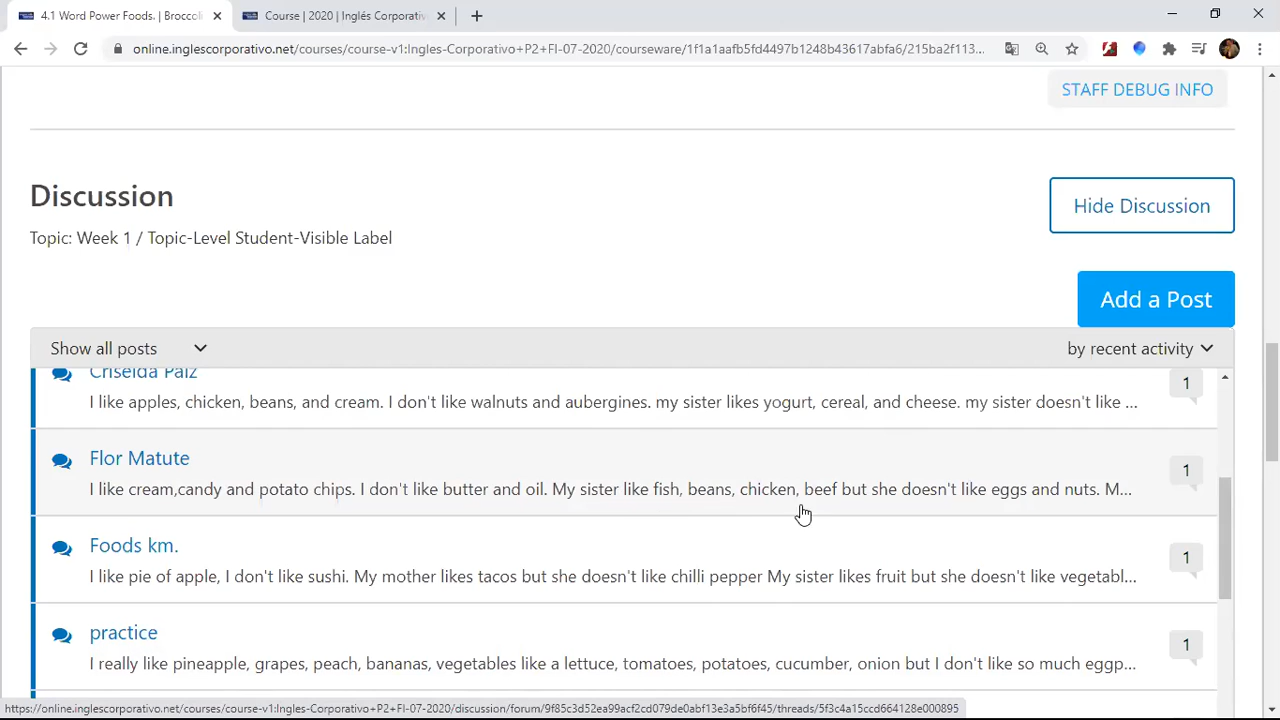 4.1 Word Power Foods. | Broccoli
Course | 2020 | Inglés Corporativ
online.inglescorporativo.net/courses/course-v1:Ingles-Corporativo+P2+FI-07-2020/courseware/1f1a1aafb5fd4497b1248b43617abfa6/215ba2f113...
STAFF DEBUG INFO
Discussion
Hide Discussion
Topic: Week 1 / Topic-Level Student-Visible Label
Add a Post
Show all posts
by recent activity
Criselda Paiz
1
I like apples, chicken, beans, and cream. I don't like walnuts and aubergines. my sister likes yogurt, cereal, and cheese. my sister doesn't like ...
Flor Matute
1
I like cream,candy and potato chips. I don't like butter and oil. My sister like fish, beans, chicken, beef but she doesn't like eggs and nuts. M...
Foods km.
1
I like pie of apple, I don't like sushi. My mother likes tacos but she doesn't like chilli pepper My sister likes fruit but she doesn't like vegetabl...
practice
1
I really like pineapple, grapes, peach, bananas, vegetables like a lettuce, tomatoes, potatoes, cucumber, onion but I don't like so much eggp...
https://online.inglescorporativo.net/courses/course-v1:Ingles-Corporativo+P2+FI-07-2020/discussion/forum/9f85c3d52ea99acf2cd079de0abf13e3a5bf6f45/threads/5f3c4a15ccd664128e000895